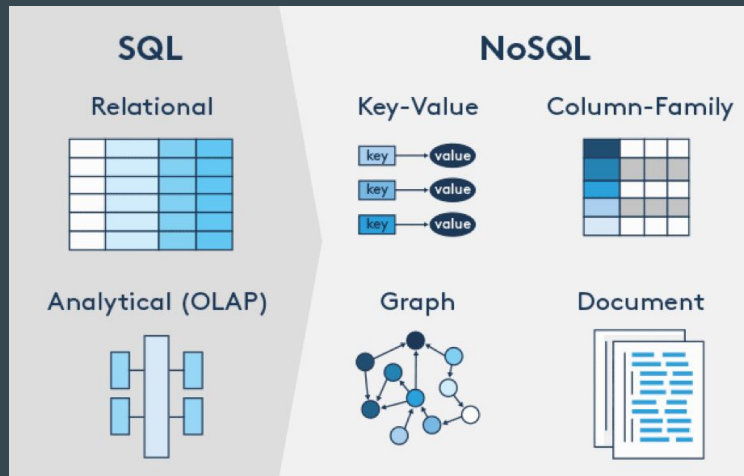 SQL
NoSQL
Relational
Key-Value
Column-Family
key
value
key
value
key
value
Analytical (OLAP)
Graph
Document